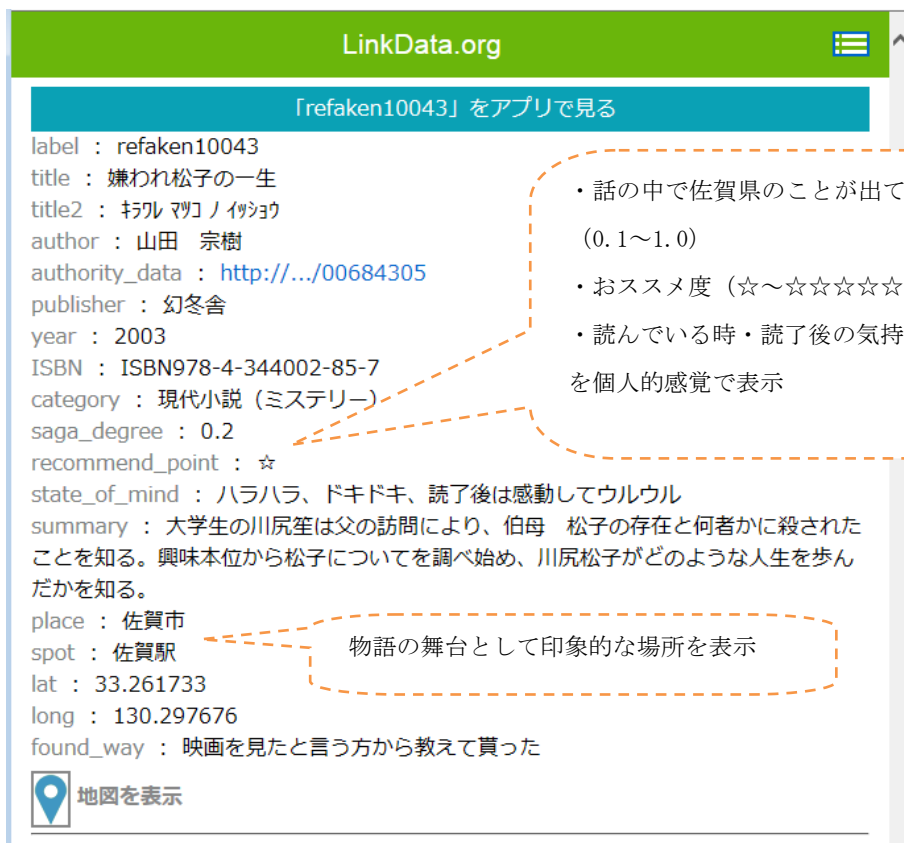 LinkData.org
「refaken10043」をアプリで見る
label : refaken10043
title : 嫌われ松子の一生
title2 : ｷﾗﾜﾚ ﾏﾂｺ ﾉ ｲｯｼｮｳ
author : 山田　宗樹
authority_data : http://.../00684305
publisher : 幻冬舎
year : 2003
ISBN : ISBN978-4-344002-85-7
category : 現代小説（ミステリー）
saga_degree : 0.2
recommend_point : ☆
state_of_mind : ハラハラ、ドキドキ、読了後は感動してウルウル
summary : 大学生の川尻笙は父の訪問により、伯母　松子の存在と何者かに殺された
ことを知る。興味本位から松子についてを調べ始め、川尻松子がどのような人生を歩ん
だかを知る。
place : 佐賀市
spot : 佐賀駅
lat : 33.261733
long : 130.297676
found_way : 映画を見たと言う方から教えて貰った
地図を表示
・話の中で佐賀県のことが出て
（0.1～1.0）
・おススメ度（☆～☆☆☆☆☆
・読んでいる時・読了後の気持
を個人的感覚で表示
物語の舞台として印象的な場所を表示